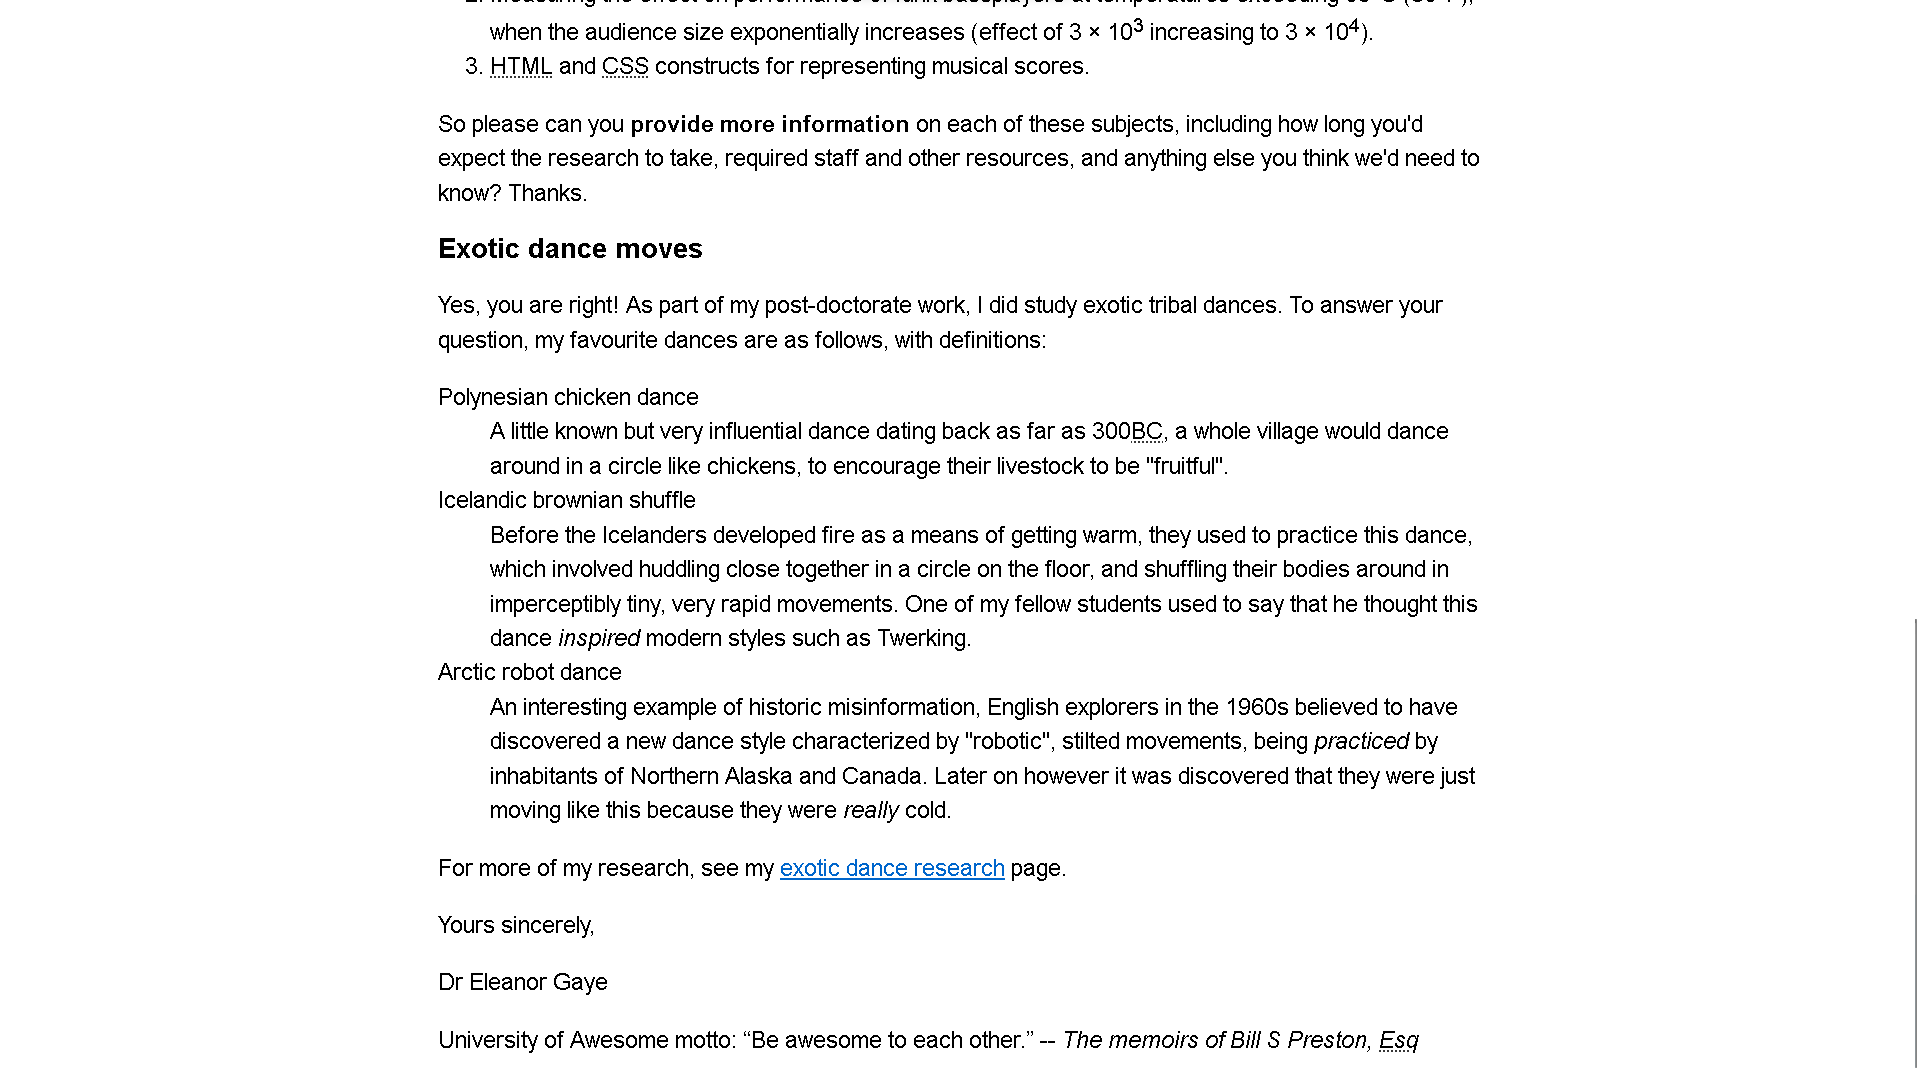 2. Measuring the effect on performance of funk bassplayers at temperatures exceeding
when the audience size exponentially increases (effect of 3 × 10³ increasing to 3 × 10⁴).
3. HTML and CSS constructs for representing musical scores.
So please can you provide more information on each of these subjects, including how long you'd
expect the research to take, required staff and other resources, and anything else you think we'd need to
know? Thanks.
Exotic dance moves
Yes, you are right! As part of my post-doctorate work, I did study exotic tribal dances. To answer your
question, my favourite dances are as follows, with definitions:
Polynesian chicken dance
A little known but very influential dance dating back as far as 300BC, a whole village would dance
around in a circle like chickens, to encourage their livestock to be "fruitful".
Icelandic brownian shuffle
Before the Icelanders developed fire as a means of getting warm, they used to practice this dance,
which involved huddling close together in a circle on the floor, and shuffling their bodies around in
imperceptibly tiny, very rapid movements. One of my fellow students used to say that he thought this
dance inspired modern styles such as Twerking.
Arctic robot dance
An interesting example of historic misinformation, English explorers in the 1960s believed to have
discovered a new dance style characterized by "robotic", stilted movements, being practiced by
inhabitants of Northern Alaska and Canada. Later on however it was discovered that they were just
moving like this because they were really cold.
For more of my research, see my exotic dance research page.
Yours sincerely,
Dr Eleanor Gaye
University of Awesome motto: “Be awesome to each other.” -- The memoirs of Bill S Preston, Esq